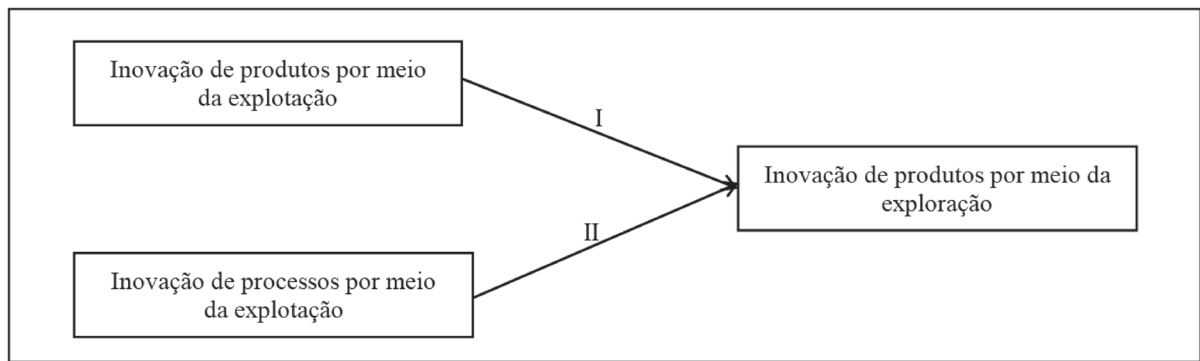 Inovação de produtos por meio
da explotação
I
Inovação de produtos por meio da
exploração
II
Inovação de processos por meio
da explotação